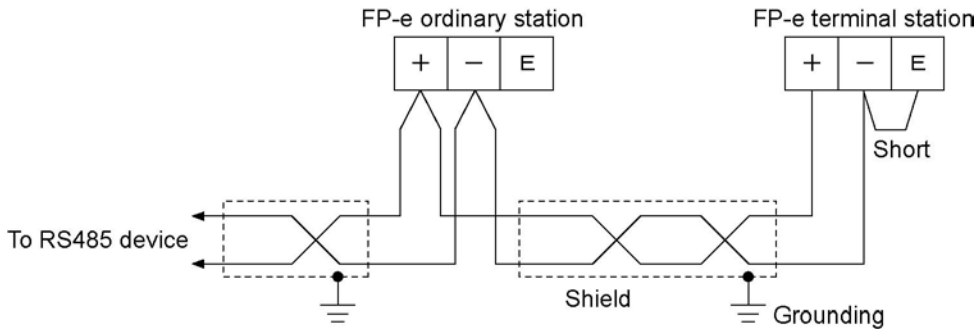 FP-e ordinary station
FP-e terminal station
+ − E
+ − E
Short
To RS485 device
Shield
Grounding